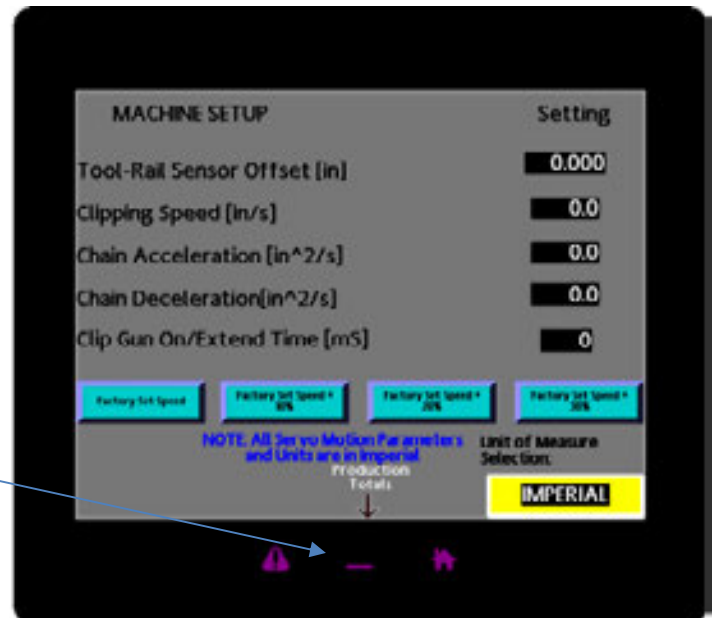 MACHINE SETUP Setting
Tool-Rail Sensor Offset [in] 0.000
Clipping Speed [in/s] 0.0
Chain Acceleration [in^2/s] 0.0
Chain Deceleration[in^2/s] 0.0
Clip Gun On/Extend Time [mS] 0
Factory Set Speed
Factory Set Speed +
10%
Factory Set Speed +
20%
Factory Set Speed +
30%
NOTE. All Servo Motion Parameters
and Units are in Imperial
Unit of Measure
Selection:
Production
Totals
IMPERIAL